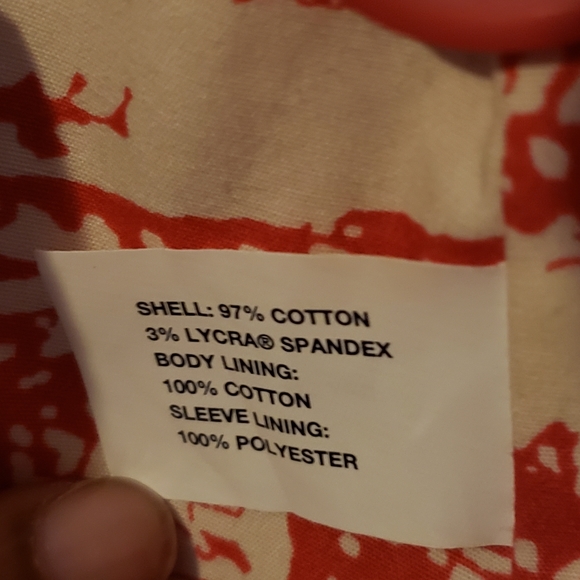 SHELL: 97% COTTON
3% LYCRA® SPANDEX
BODY LINING:
100% COTTON
SLEEVE LINING:
100% POLYESTER